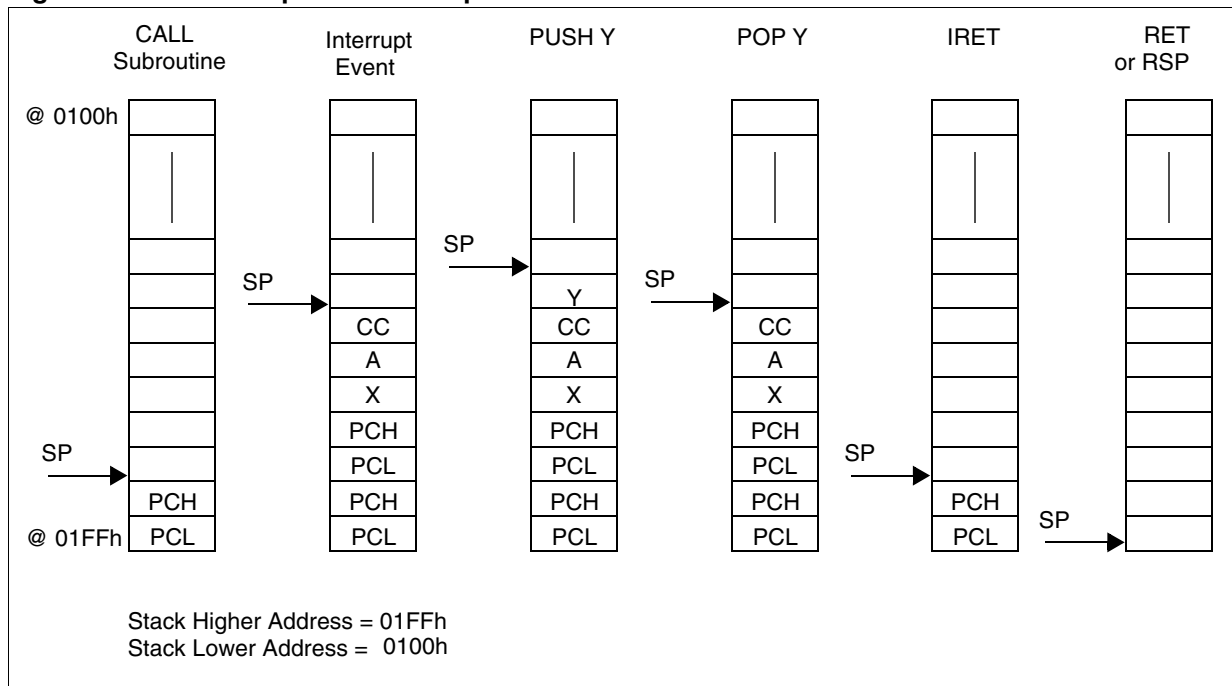 CALL
Subroutine
Interrupt
Event
PUSH Y
POP Y
IRET
RET
or RSP
@ 0100h
SP
SP
SP
Y
CC
CC
CC
A
A
A
X
X
X
PCH
PCH
PCH
SP
PCL
PCL
PCL
SP
PCH
PCH
PCH
PCH
PCH
SP
@ 01FFh
PCL
PCL
PCL
PCL
PCL
Stack Higher Address = 01FFh
Stack Lower Address = 0100h